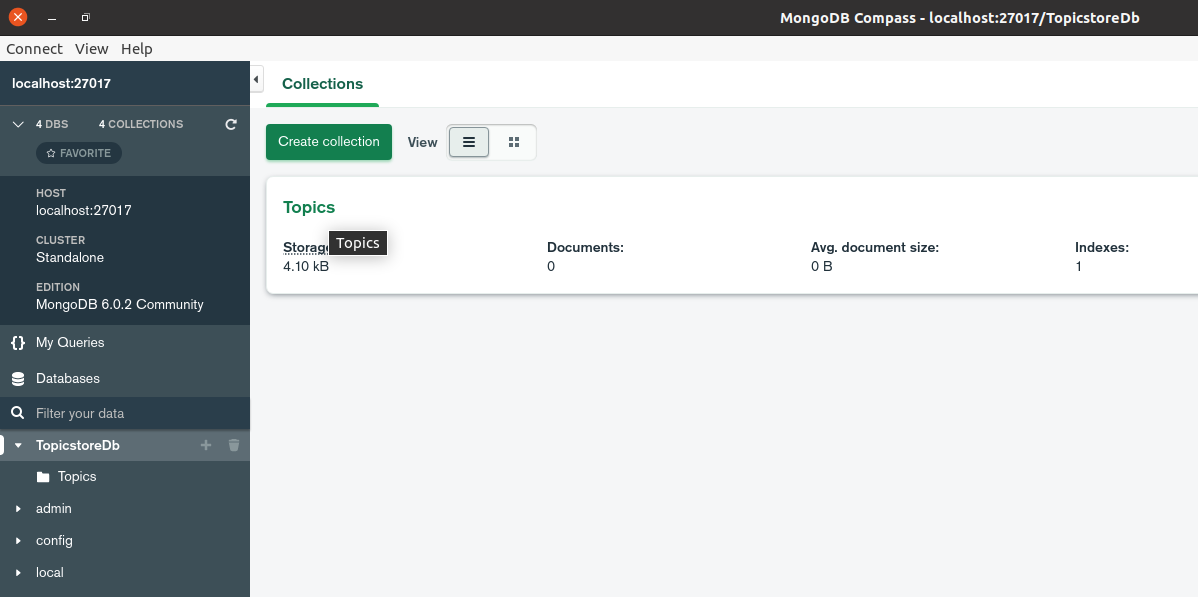 MongoDB Compass - localhost:27017/TopicstoreDb
Connect View Help
localhost:27017
4 DBS 4 COLLECTIONS
FAVORITE
HOST
localhost:27017
CLUSTER
Standalone
EDITION
MongoDB 6.0.2 Community
{} My Queries
Databases
Filter your data
TopicstoreDb
Topics
admin
config
local
Collections
Create collection View
Topics
Storag Topics Documents: Avg. document size: Indexes:
4.10 kB 0 0 B 1